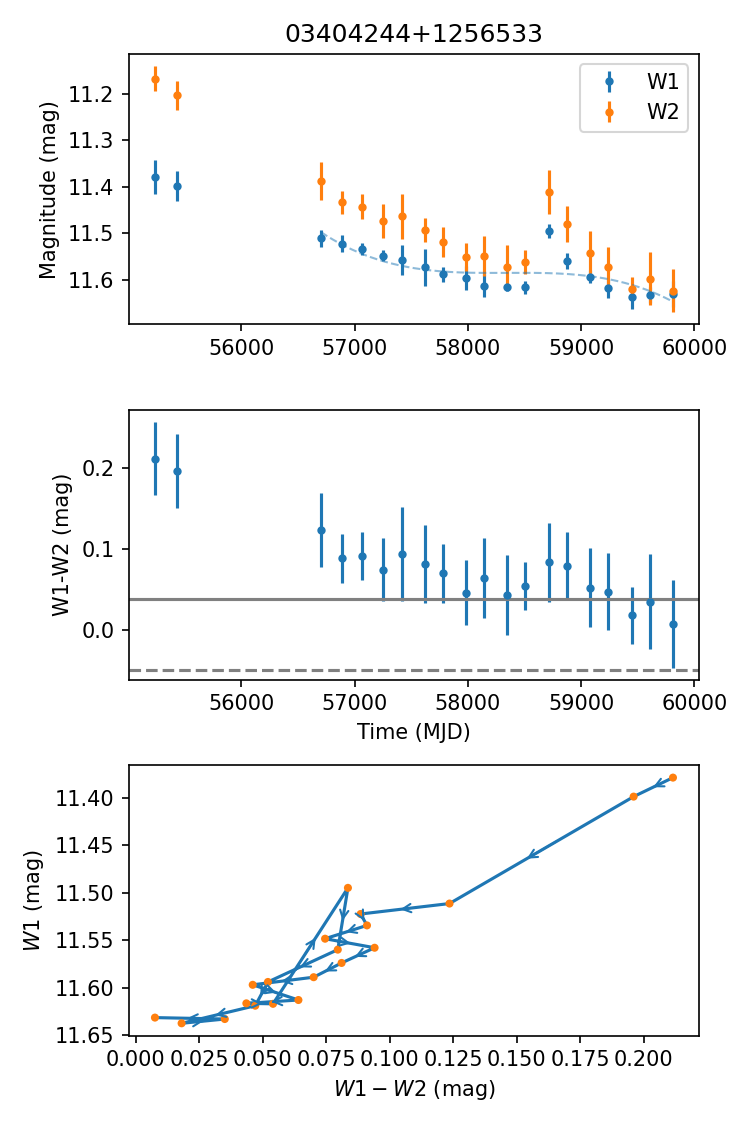 03404244+1256533
Magnitude (mag)
11.2
11.3
11.4
11.5
11.6
W1
W2
56000 57000 58000 59000 60000
W1-W2 (mag)
0.2
0.1
0.0
56000 57000 58000 59000 60000
Time (MJD)
W1 (mag)
11.40
11.45
11.50
11.55
11.60
11.65
0.000 0.025 0.050 0.075 0.100 0.125 0.150 0.175 0.200
W1 − W2 (mag)